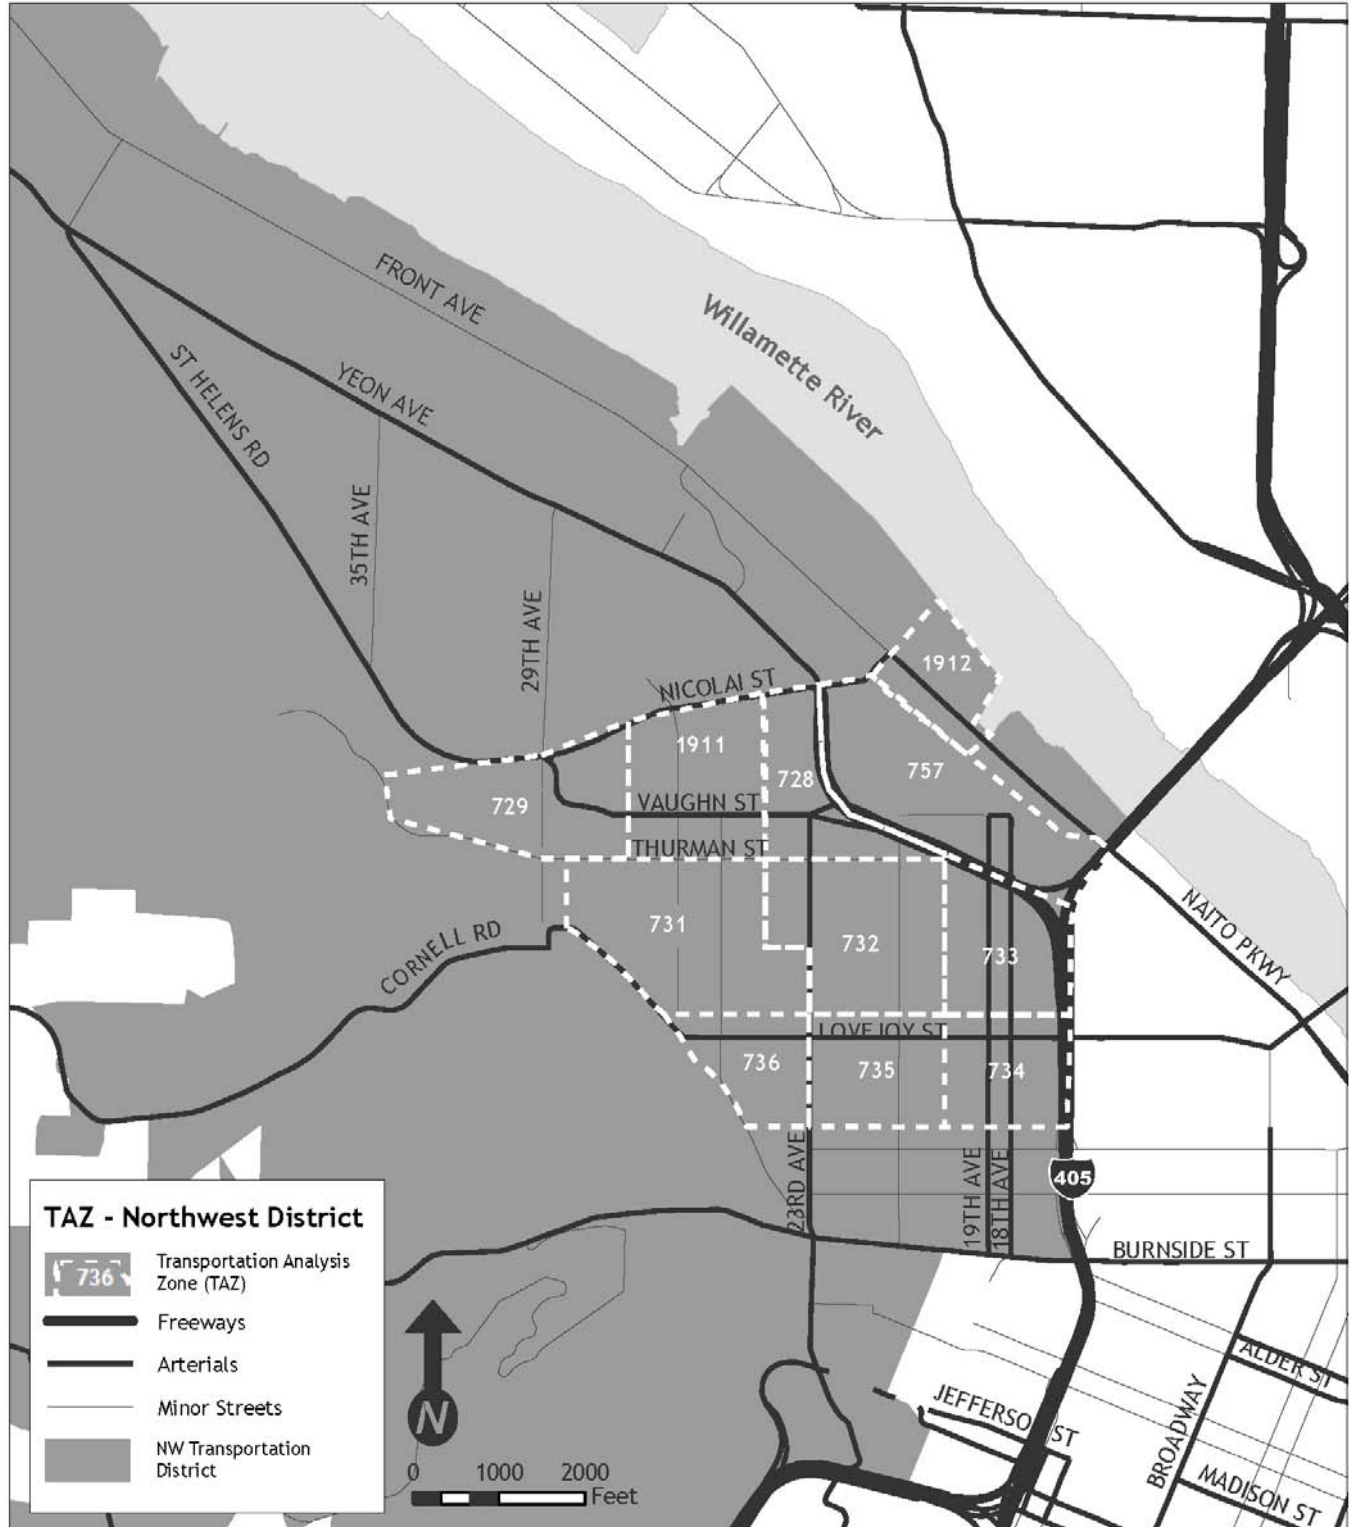 FRONT AVE
Willamette River
ST HELENS RD
YEON AVE
35TH AVE
29TH AVE
NICOLAI ST
1912
1911
728
757
729
VAUGHN ST
THURMAN ST
731
732
733
CORNELL RD
NAITO PKWY
LOVEJOY ST
736
735
734
23RD AVE
19TH AVE
18TH AVE
405
BURNSIDE ST
ALDER ST
JEFFERSON ST
BROADWAY
MADISON ST
TAZ - Northwest District
736
Transportation Analysis
Zone (TAZ)
Freeways
Arterials
Minor Streets
NW Transportation
District
N
0 1000 2000
Feet